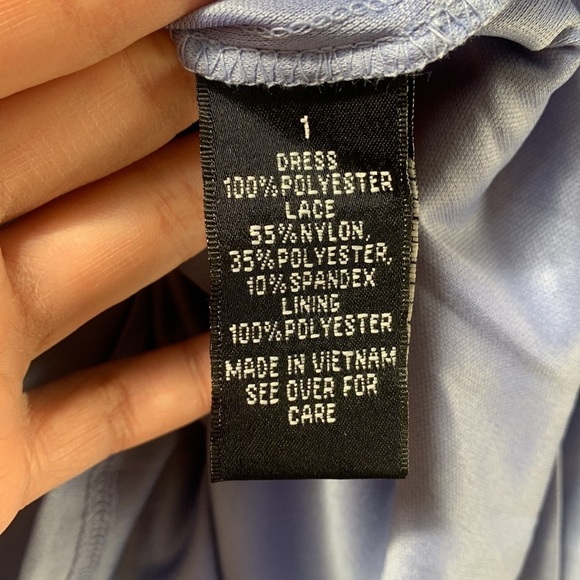 1
DRESS
100% POLYESTER
LACE
55% NYLON,
35% POLYESTER,
10% SPANDEX
LINING
100% POLYESTER
MADE IN VIETNAM
SEE OVER FOR
CARE